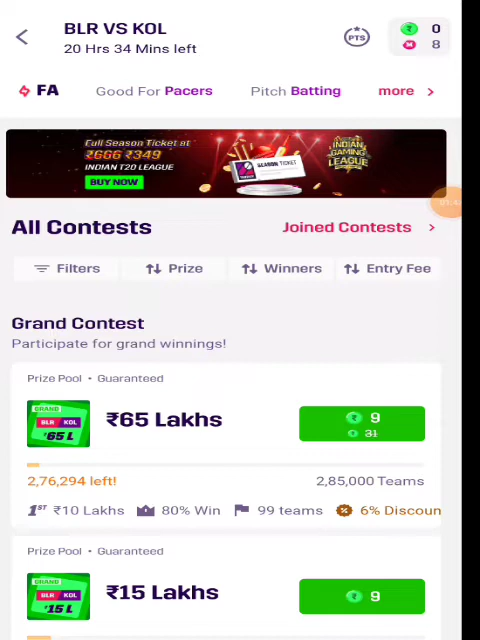 BLR VS KOL
20 Hrs 34 Mins left
PTS
0
8
FA
Good For Pacers
Pitch Batting
more >
Full Season Ticket at
₹666 ₹349
INDIAN T20 LEAGUE
BUY NOW
SEASON TICKET
INDIAN
GAMING
LEAGUE
All Contests
Joined Contests >
Filters
Prize
Winners
Entry Fee
Grand Contest
Participate for grand winnings!
Prize Pool • Guaranteed
GRAND
BLR KOL
₹65 L
₹65 Lakhs
9
31
2,76,294 left!
2,85,000 Teams
1ST ₹10 Lakhs
80% Win
99 teams
6% Discoun
Prize Pool • Guaranteed
GRAND
BLR KOL
₹15 L
₹15 Lakhs
9